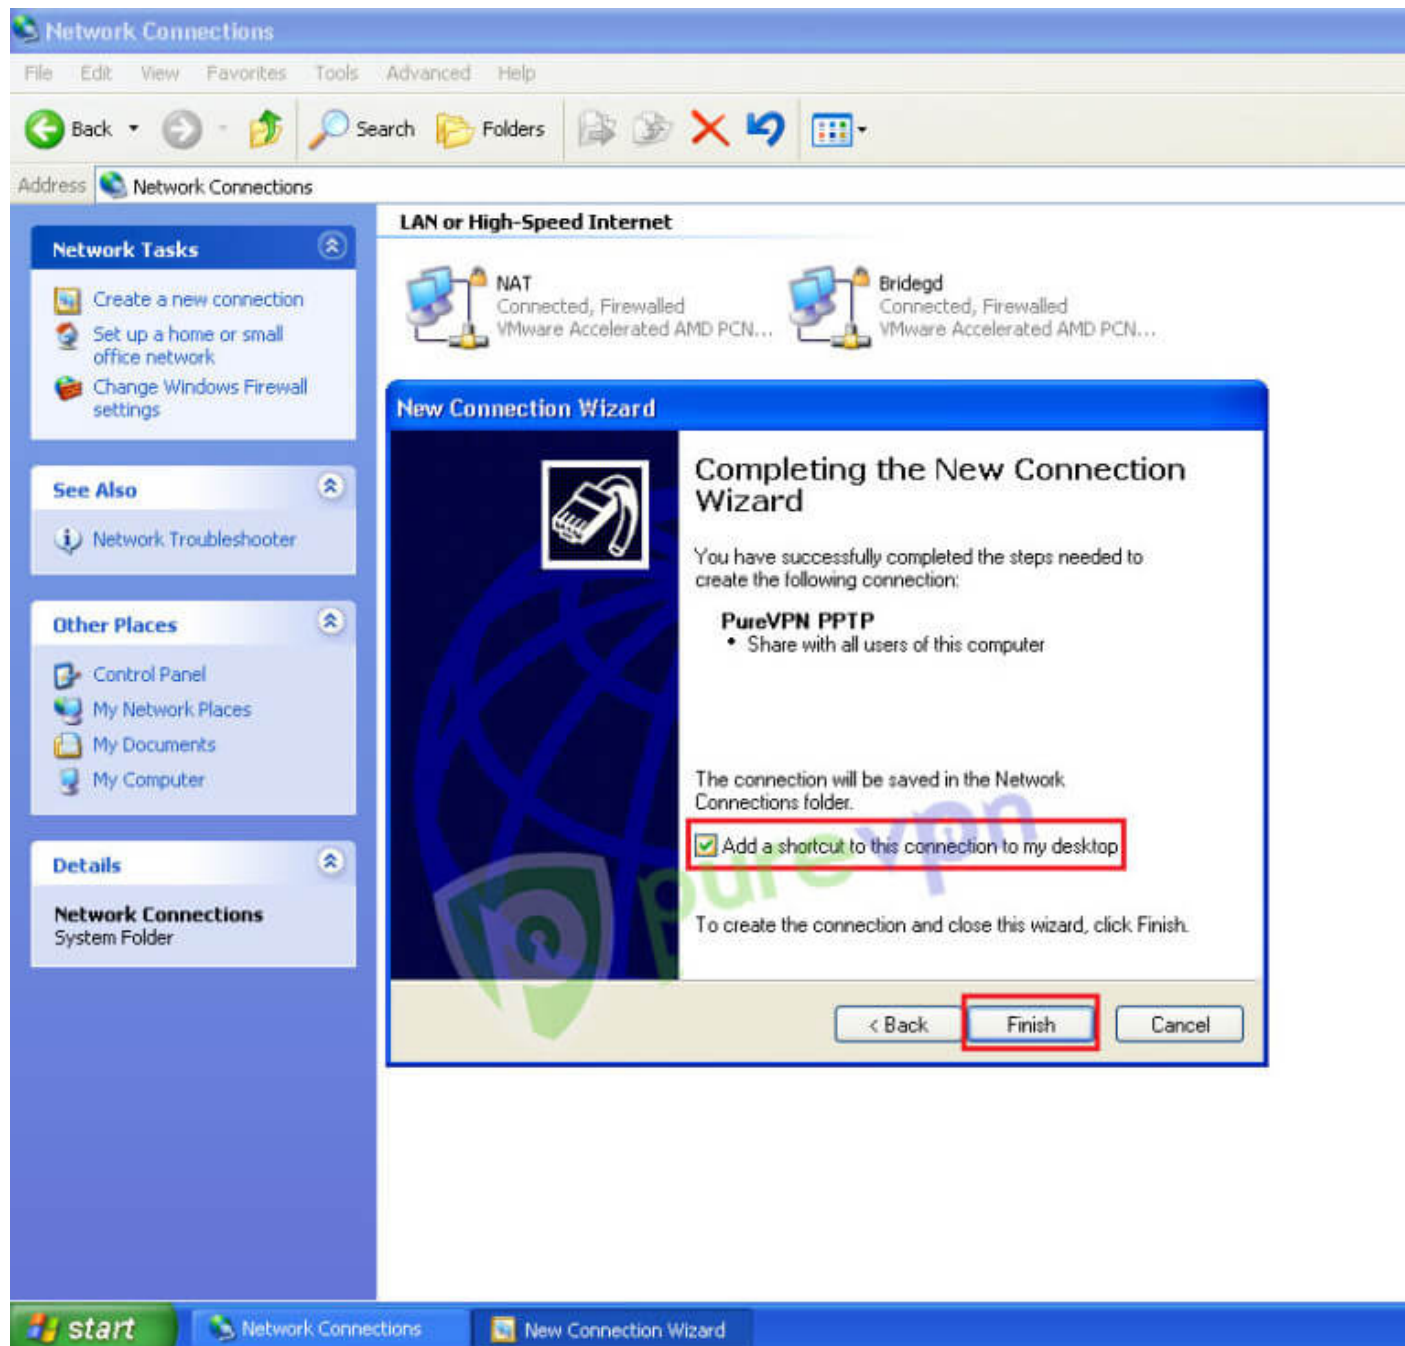 Network Connections
File Edit View Favorites Tools Advanced Help
Back Search Folders
Address Network Connections
Network Tasks
Create a new connection
Set up a home or small
office network
Change Windows Firewall
settings
See Also
Network Troubleshooter
Other Places
Control Panel
My Network Places
My Documents
My Computer
Details
Network Connections
System Folder
LAN or High-Speed Internet
NAT
Connected, Firewalled
VMware Accelerated AMD PCN...
Bridegd
Connected, Firewalled
VMware Accelerated AMD PCN...
New Connection Wizard
Completing the New Connection
Wizard
You have successfully completed the steps needed to
create the following connection:
PureVPN PPTP
• Share with all users of this computer
The connection will be saved in the Network
Connections folder.
Add a shortcut to this connection to my desktop
To create the connection and close this wizard, click Finish.
purevpn
< Back Finish Cancel
start Network Connections New Connection Wizard